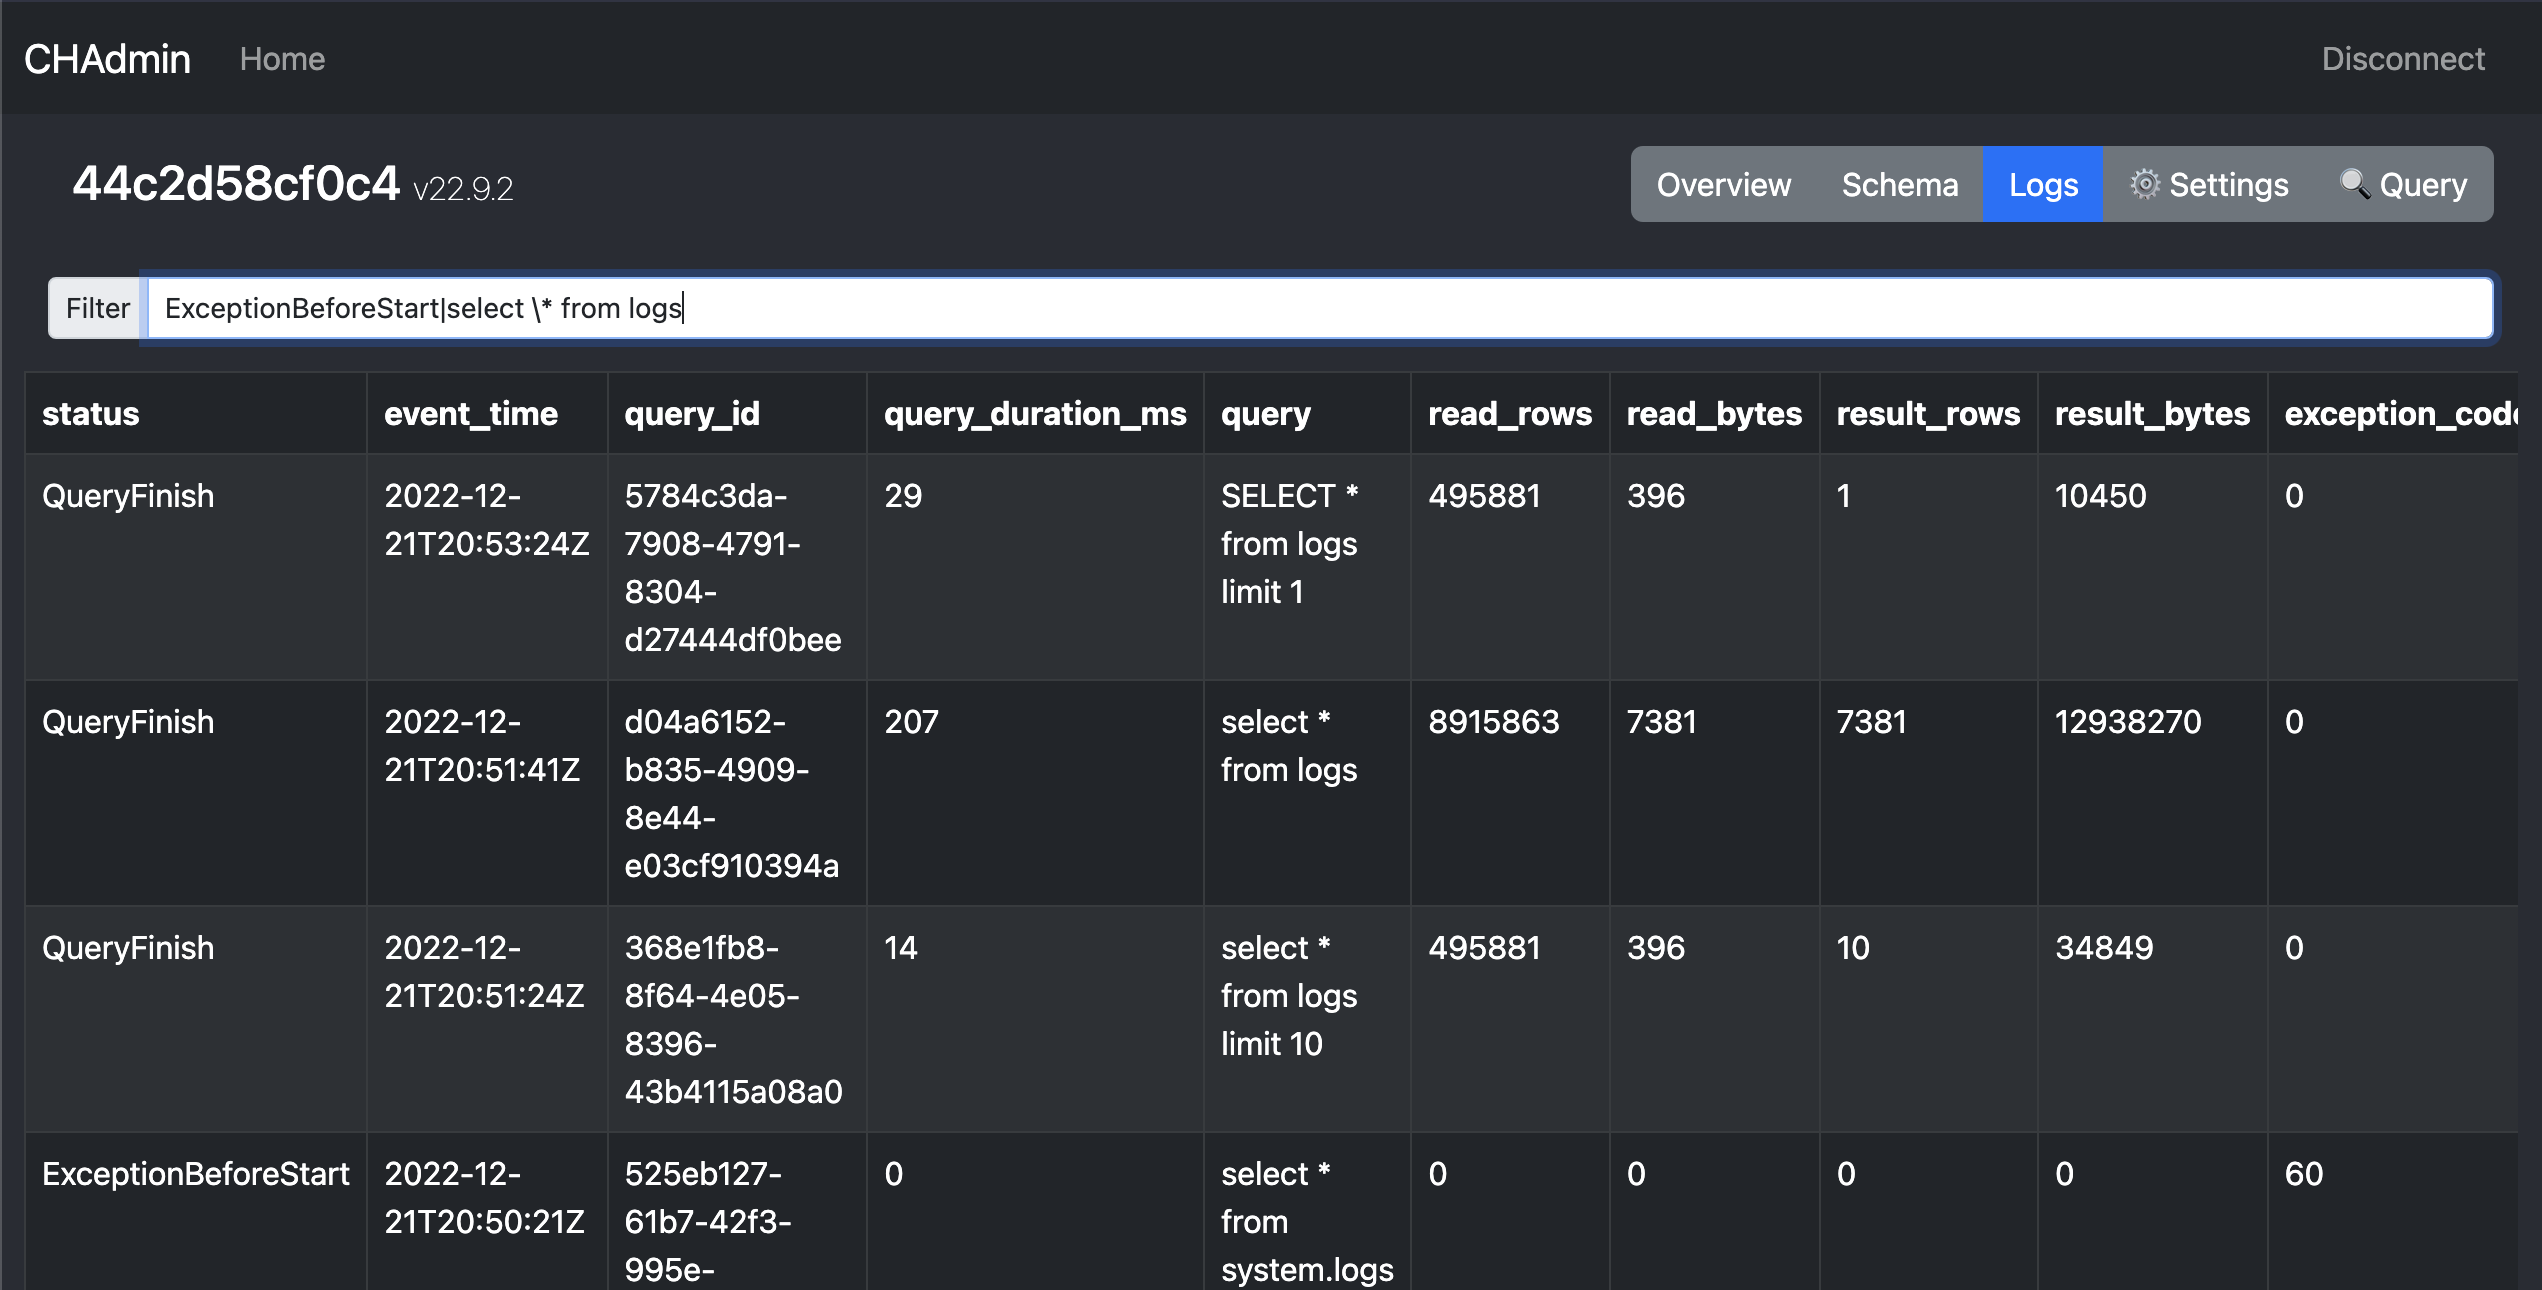 CHAdmin Home Disconnect
44c2d58cf0c4 v22.9.2 Overview Schema Logs Settings Query
Filter ExceptionBeforeStart|select \* from logs
status event_time query_id query_duration_ms query read_rows read_bytes result_rows result_bytes exception_code
QueryFinish 2022-12- 5784c3da- 29 SELECT * 495881 396 1 10450 0
21T20:53:24Z 7908-4791- from logs
8304- limit 1
d27444df0bee
QueryFinish 2022-12- d04a6152- 207 select * 8915863 7381 7381 12938270 0
21T20:51:41Z b835-4909- from logs
8e44-
e03cf910394a
QueryFinish 2022-12- 368e1fb8- 14 select * 495881 396 10 34849 0
21T20:51:24Z 8f64-4e05- from logs
8396- limit 10
43b4115a08a0
ExceptionBeforeStart 2022-12- 525eb127- 0 select * 0 0 0 0 60
21T20:50:21Z 61b7-42f3- from
995e- system.logs